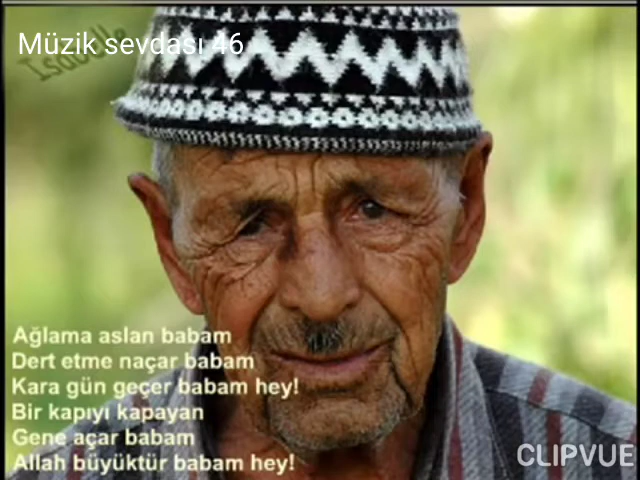 Müzik sevdası 46
Isabelle
Ağlama aslan babam
Dert etme naçar babam
Kara gün geçer babam hey!
Bir kapıyı kapayan
Gene açar babam
Allah büyüktür babam hey!
CLIPVUE